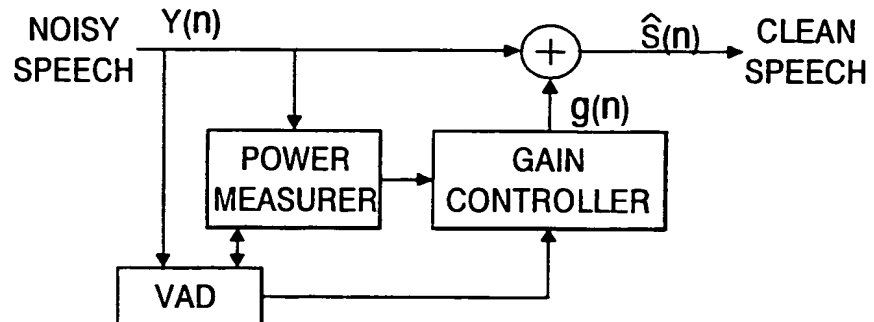 NOISY
SPEECH
Y(n)
+
Ŝ(n)
CLEAN
SPEECH
g(n)
POWER
MEASURER
GAIN
CONTROLLER
VAD